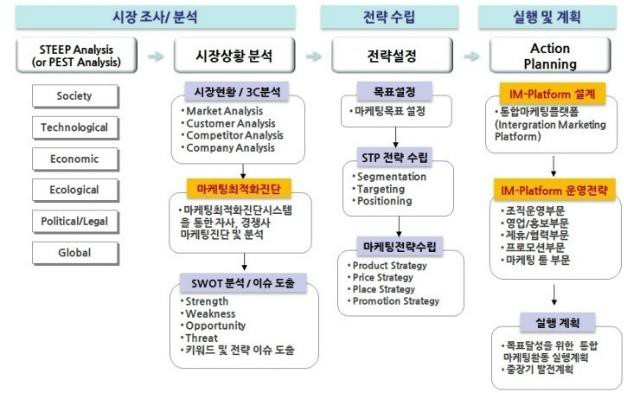 시장 조사/ 분석
전략 수립
실행 및 계획
STEEP Analysis
(or PEST Analysis)
시장상황 분석
전략설정
Action
Planning
Society
Technological
Economic
Ecological
Political/Legal
Global
시장현황 / 3C분석
• Market Analysis
• Customer Analysis
• Competitor Analysis
• Company Analysis
마케팅최적화진단
• 마케팅최적화진단시스템
을 통한 자사, 경쟁사
마케팅진단 및 분석
SWOT 분석 / 이슈 도출
• Strength
• Weakness
• Opportunity
• Threat
• 키워드 및 전략 이슈 도출
목표설정
• 마케팅목표 설정
STP 전략 수립
• Segmentation
• Targeting
• Positioning
마케팅전략수립
• Product Strategy
• Price Strategy
• Place Strategy
• Promotion Strategy
IM-Platform 설계
• 통합마케팅플랫폼
(Intergration Marketing
Platform)
IM-Platform 운영전략
• 조직운영부문
• 영업/홍보부문
• 제휴/협력부문
• 프로모션부문
• 마케팅 툴 부문
실행 계획
• 목표달성을 위한 통합
마케팅활동 실행계획
• 중장기 발전계획